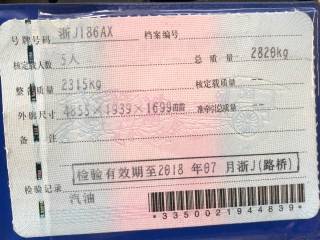 号牌号码 浙J186AX 档案编号
核定载人数 5人 总质量 2820kg
整备质量 2315kg 核定载质量 --
外廓尺寸 4855×1939×1699mm 准牵引总质量 --
备注
检验有效期至2018年07月浙J(路桥)
检验记录
汽油
*3350021944639*